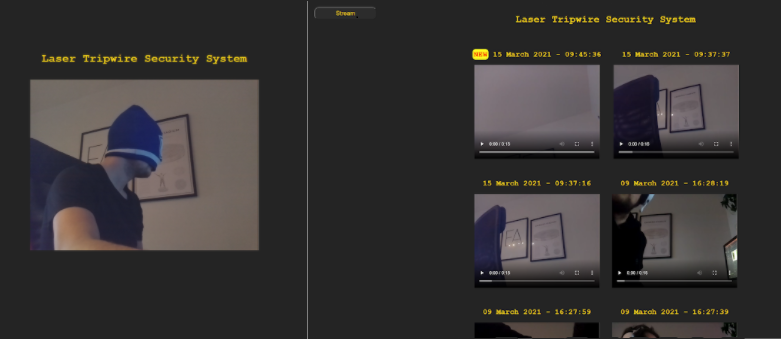 Laser Tripwire Security System
Stream
Laser Tripwire Security System
NEW 15 March 2021 - 09:45:36
15 March 2021 - 09:37:37
0:00 / 0:15
0:00 / 0:15
15 March 2021 - 09:37:16
09 March 2021 - 16:28:19
0:00 / 0:15
0:00 / 0:15
09 March 2021 - 16:27:59
09 March 2021 - 16:27:39